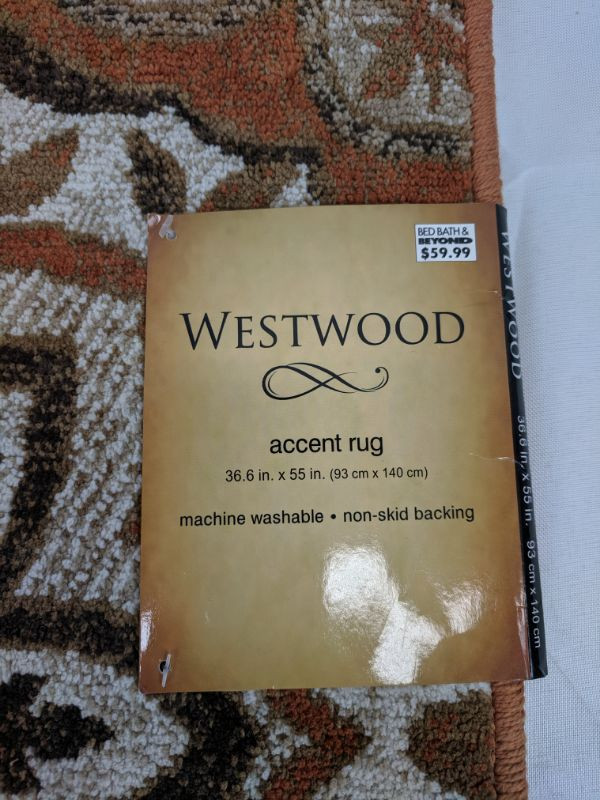 BED BATH &
BEYOND
$59.99
WESTWOOD
accent rug
36.6 in. x 55 in. (93 cm x 140 cm)
machine washable • non-skid backing
WESTWOOD 36.6 in. x 55 in. 93 cm x 140 cm